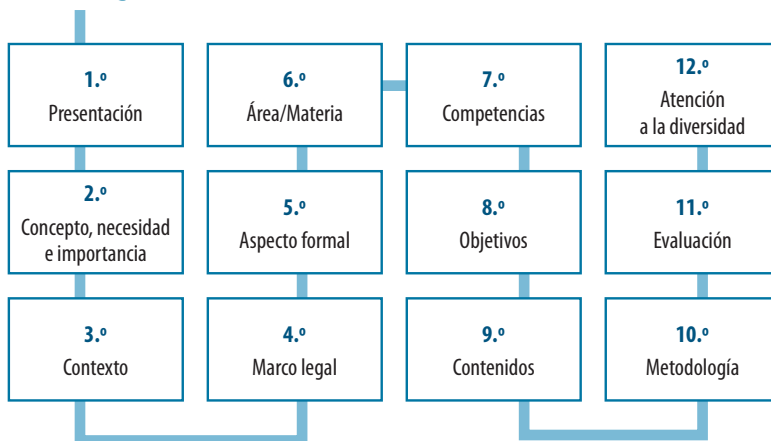 1.º
Presentación
2.º
Concepto, necesidad
e importancia
3.º
Contexto
4.º
Marco legal
5.º
Aspecto formal
6.º
Área/Materia
7.º
Competencias
8.º
Objetivos
9.º
Contenidos
10.º
Metodología
11.º
Evaluación
12.º
Atención
a la diversidad